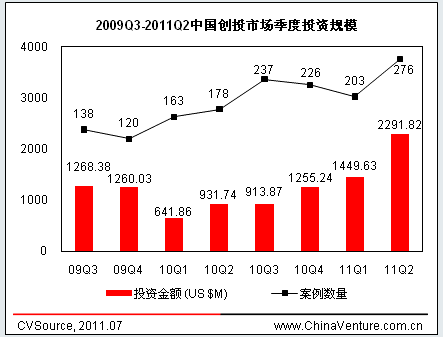 2009Q3-2011Q2中国创投市场季度投资规模
4000
3000
2000
1000
0
138 120 163 178 237 226 203 276
1268.38 1260.03 641.86 931.74 913.87 1255.24 1449.63 2291.82
09Q3 09Q4 10Q1 10Q2 10Q3 10Q4 11Q1 11Q2
投资金额(US $M) 案例数量
CVSource, 2011.07 www.ChinaVenture.com.cn